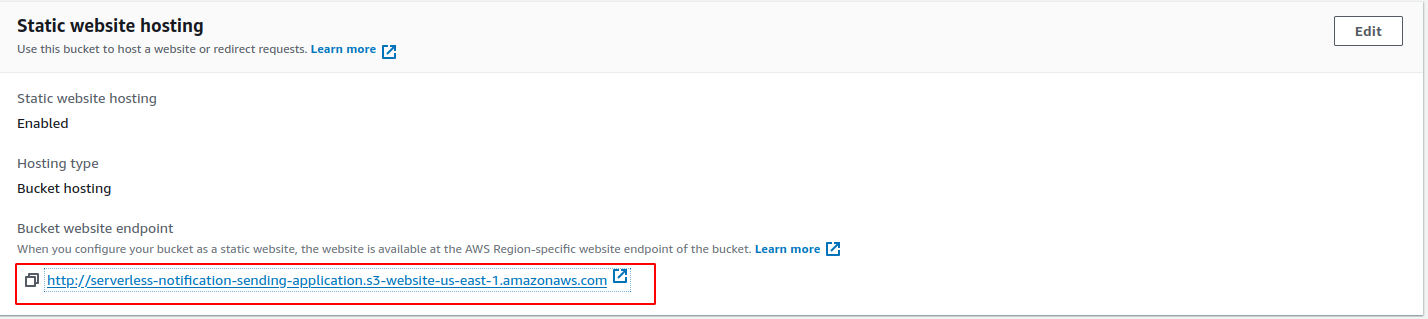 Static website hosting
Edit
Use this bucket to host a website or redirect requests. Learn more
Static website hosting
Enabled
Hosting type
Bucket hosting
Bucket website endpoint
When you configure your bucket as a static website, the website is available at the AWS Region-specific website endpoint of the bucket. Learn more
http://serverless-notification-sending-application.s3-website-us-east-1.amazonaws.com